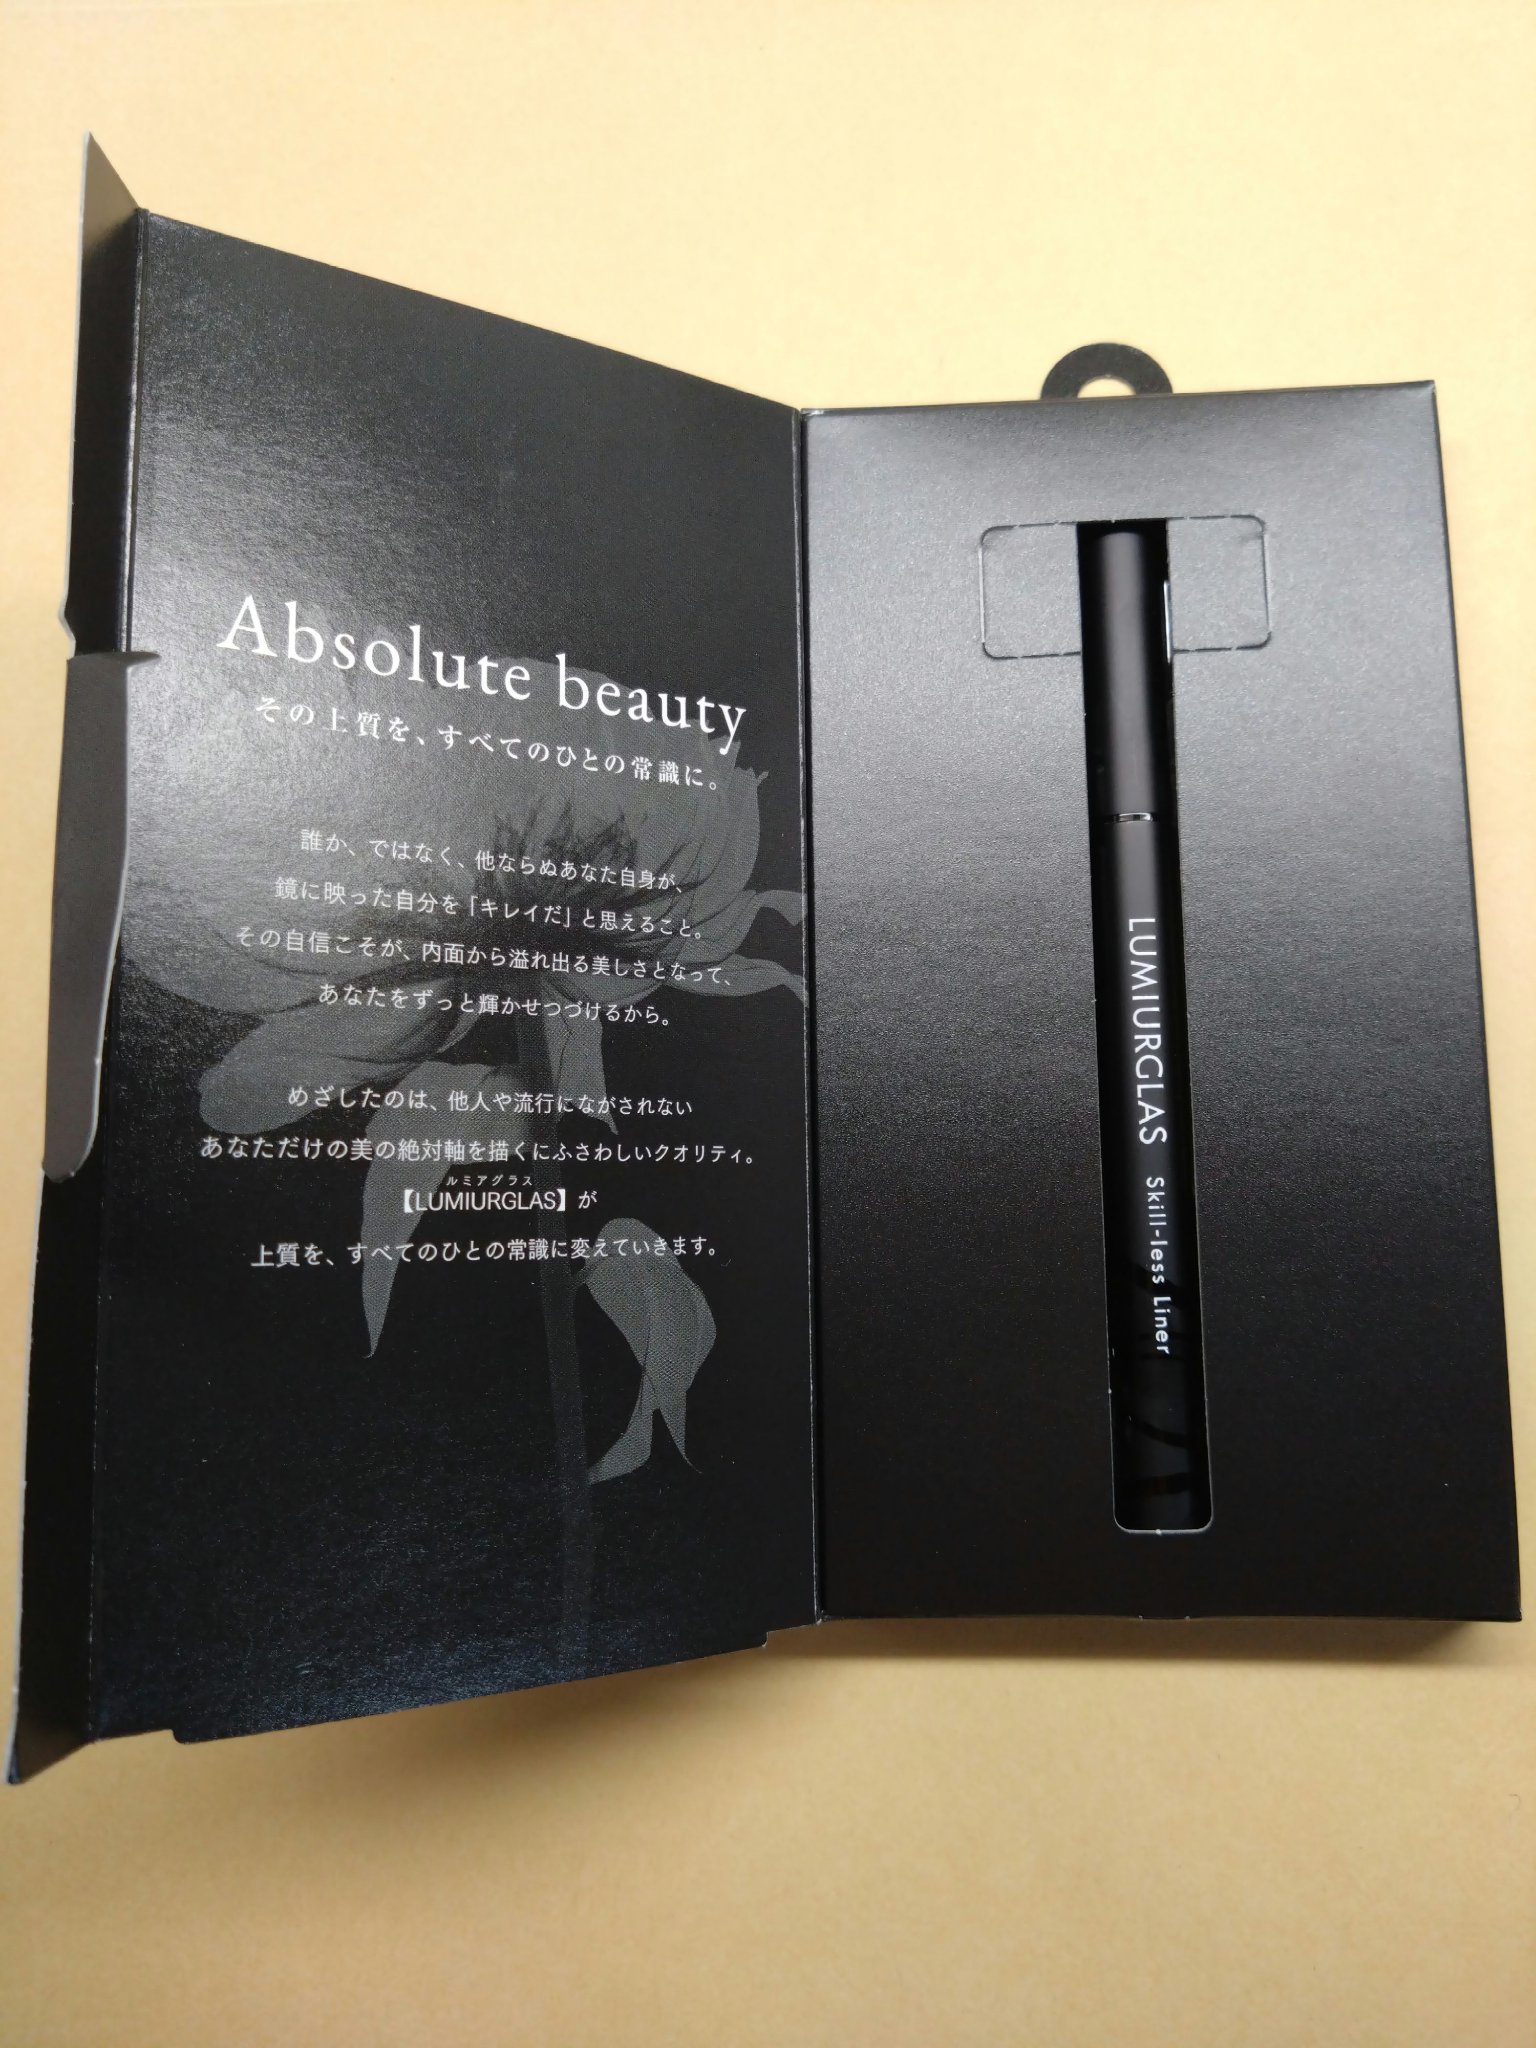 Absolute beauty
その上質を、すべてのひとの常識に。
誰か、ではなく、他ならぬあなた自身が、
鏡に映った自分を「キレイだ」と思えること。
その自信こそが、内面から溢れ出る美しさとなって、
あなたをずっと輝かせつづけるから。
めざしたのは、他人や流行にながされない
あなただけの美の絶対軸を描くにふさわしいクオリティ。
ルミアグラス
【LUMIURGLAS】が
上質を、すべてのひとの常識に変えていきます。
LUMIURGLAS Skill-less Liner